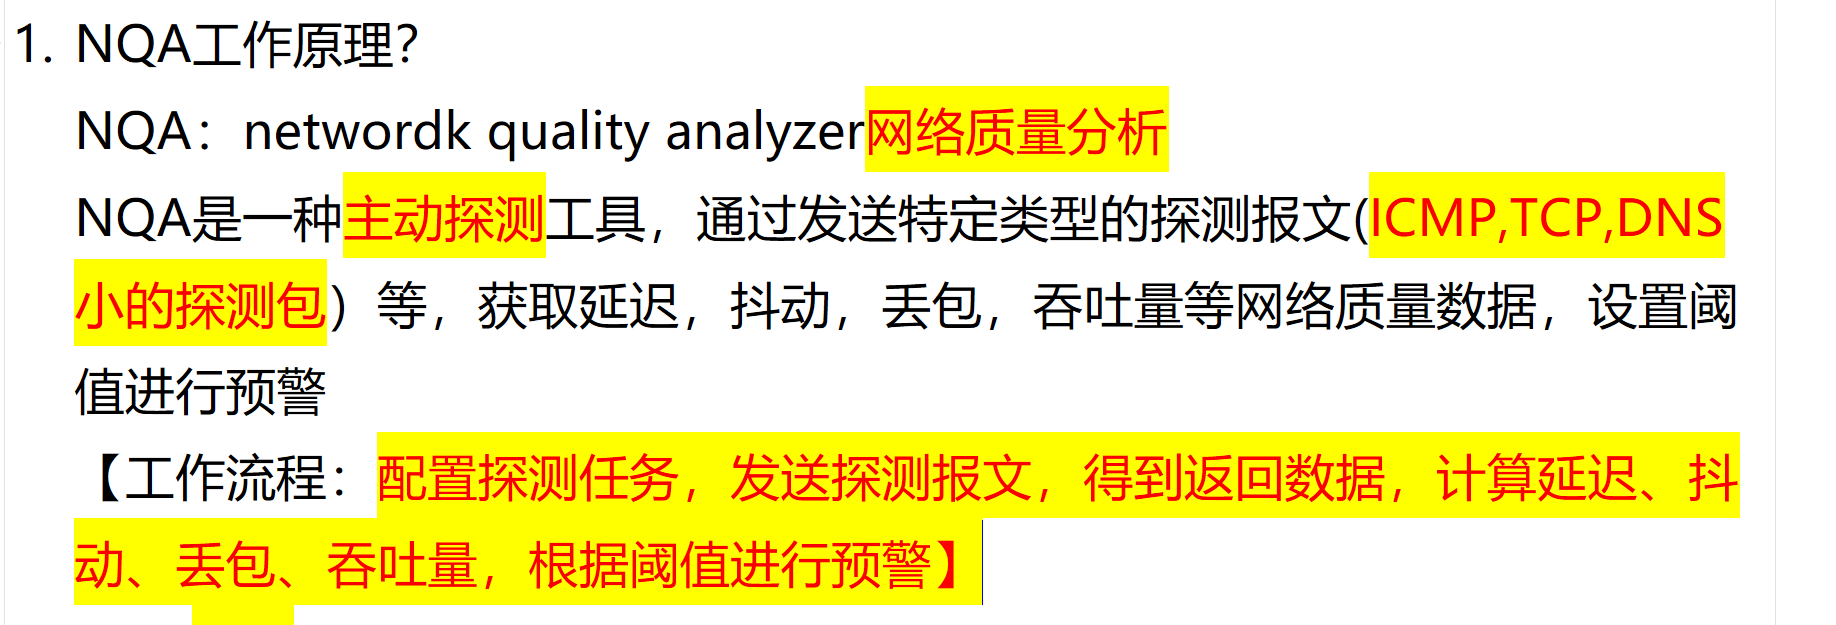 1. NQA工作原理?
NQA：networdk quality analyzer网络质量分析
NQA是一种主动探测工具，通过发送特定类型的探测报文(ICMP,TCP,DNS
小的探测包）等，获取延迟，抖动，丢包，吞吐量等网络质量数据，设置阈
值进行预警
【工作流程：配置探测任务，发送探测报文，得到返回数据，计算延迟、抖
动、丢包、吞吐量，根据阈值进行预警】